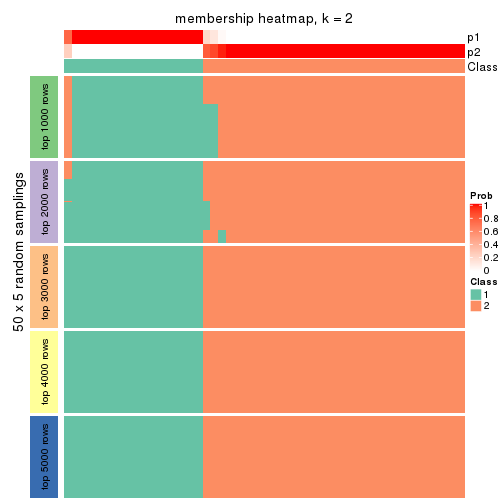 membership heatmap, k = 2
p1
p2
Class
50 x 5 random samplings
top 1000 rows
top 2000 rows
top 3000 rows
top 4000 rows
top 5000 rows
Prob
1
0.8
0.6
0.4
0.2
0
Class
1
2